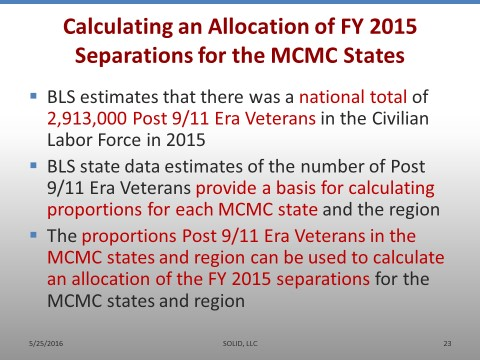 Calculating an Allocation of FY 2015
Separations for the MCMC States
BLS estimates that there was a national total of
2,913,000 Post 9/11 Era Veterans in the Civilian
Labor Force in 2015
BLS state data estimates of the number of Post
9/11 Era Veterans provide a basis for calculating
proportions for each MCMC state and the region
The proportions Post 9/11 Era Veterans in the
MCMC states and region can be used to calculate
an allocation of the FY 2015 separations for the
MCMC states and region
5/25/2016 SOLID, LLC 23